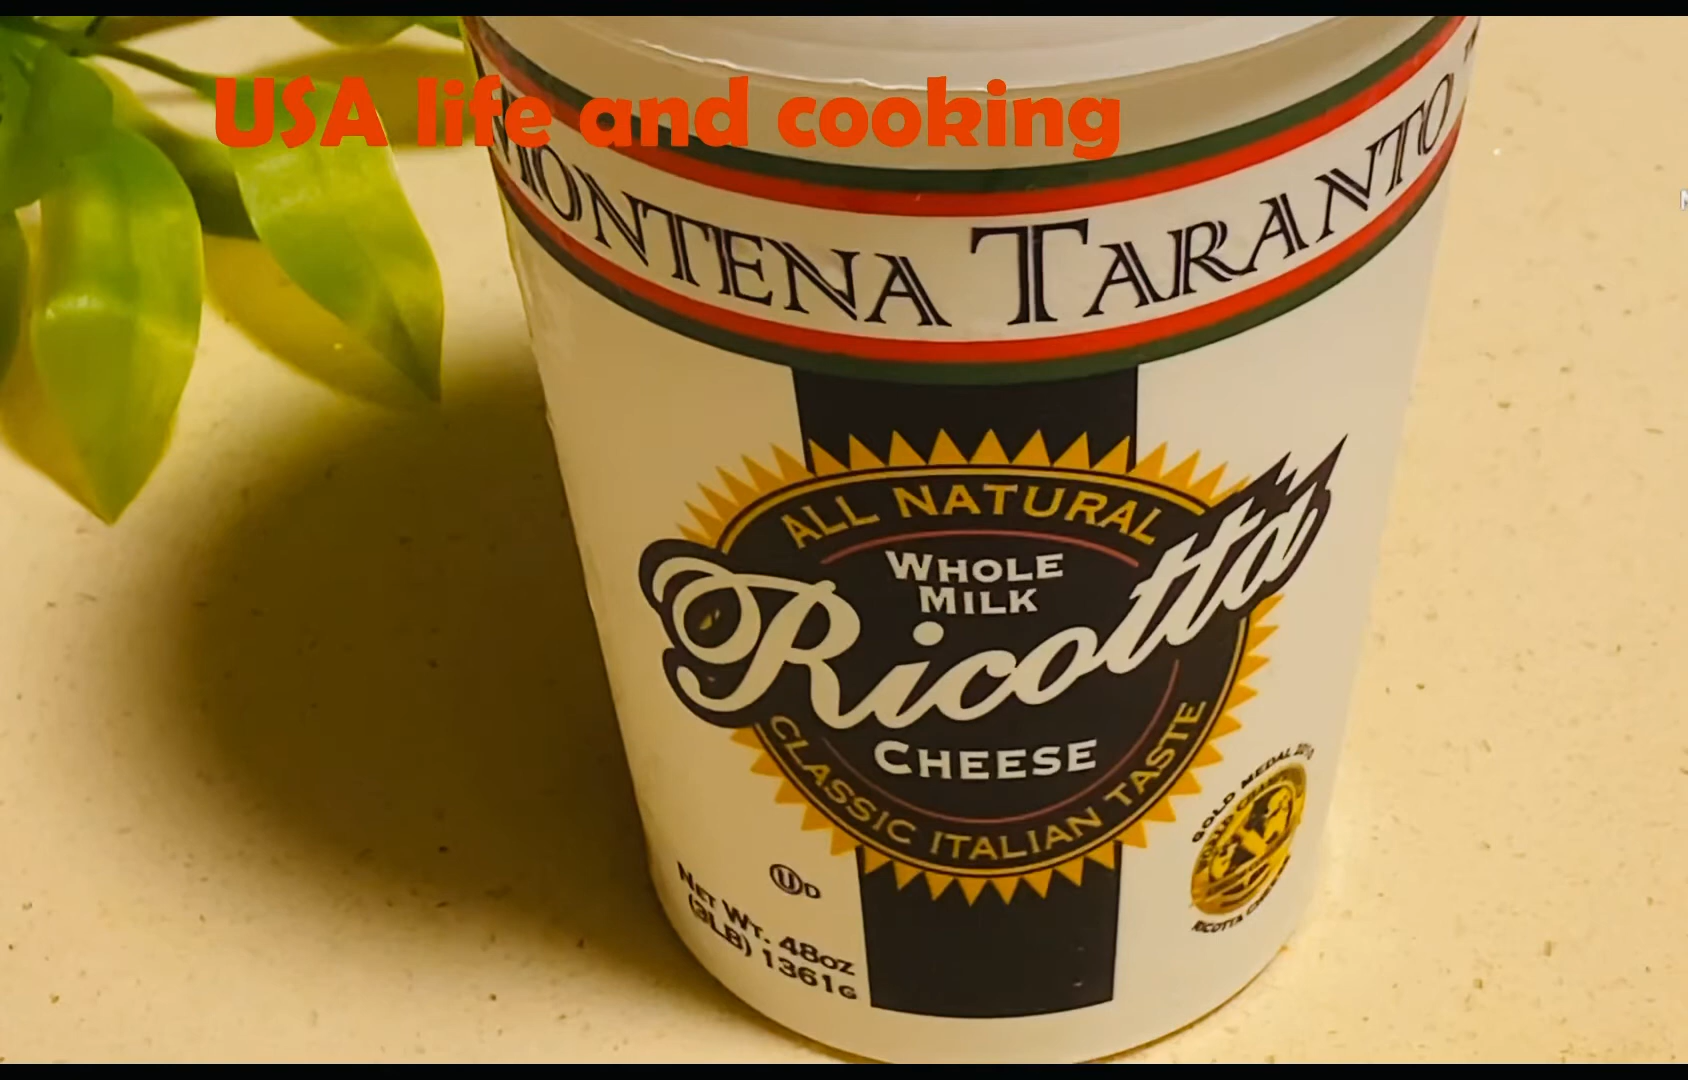 USA life and cooking
MONTENA TARANTO
ALL NATURAL
WHOLE
MILK
Ricotta
CHEESE
CLASSIC ITALIAN TASTE
GOLD MEDAL
RICOTTA
U D
NET WT. 48OZ
(3LB) 1361G